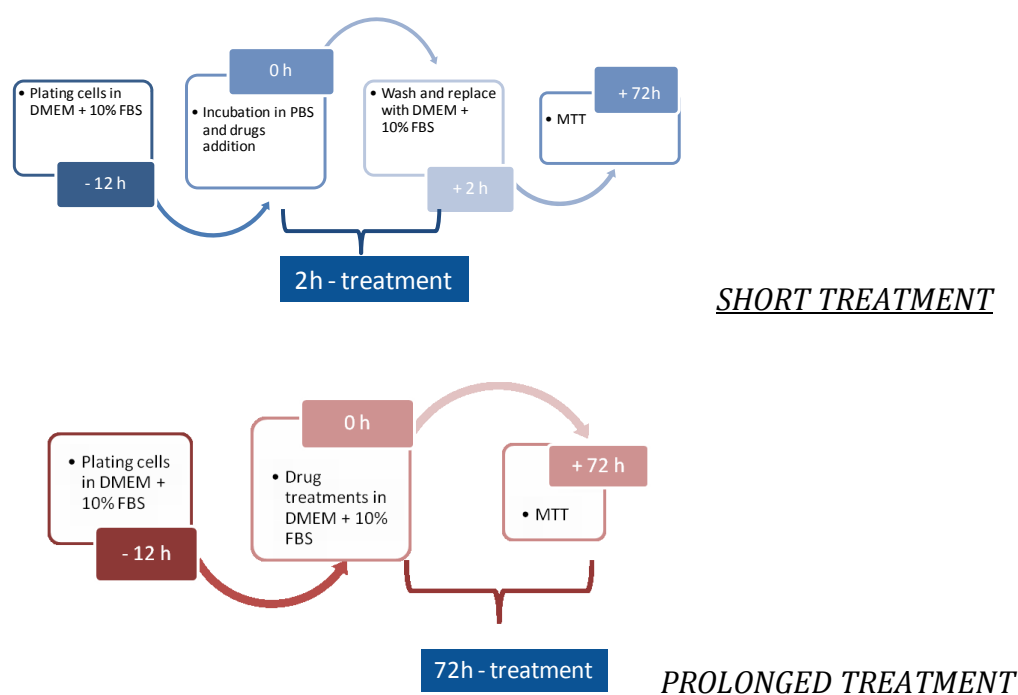 0 h
• Plating cells in
DMEM + 10% FBS
- 12 h
• Incubation in PBS
and drugs
addition
• Wash and replace
with DMEM +
10% FBS
+ 2 h
+ 72h
• MTT
2h - treatment
SHORT TREATMENT
0 h
• Plating cells
in DMEM +
10% FBS
- 12 h
• Drug
treatments in
DMEM + 10%
FBS
+ 72 h
• MTT
72h - treatment
PROLONGED TREATMENT